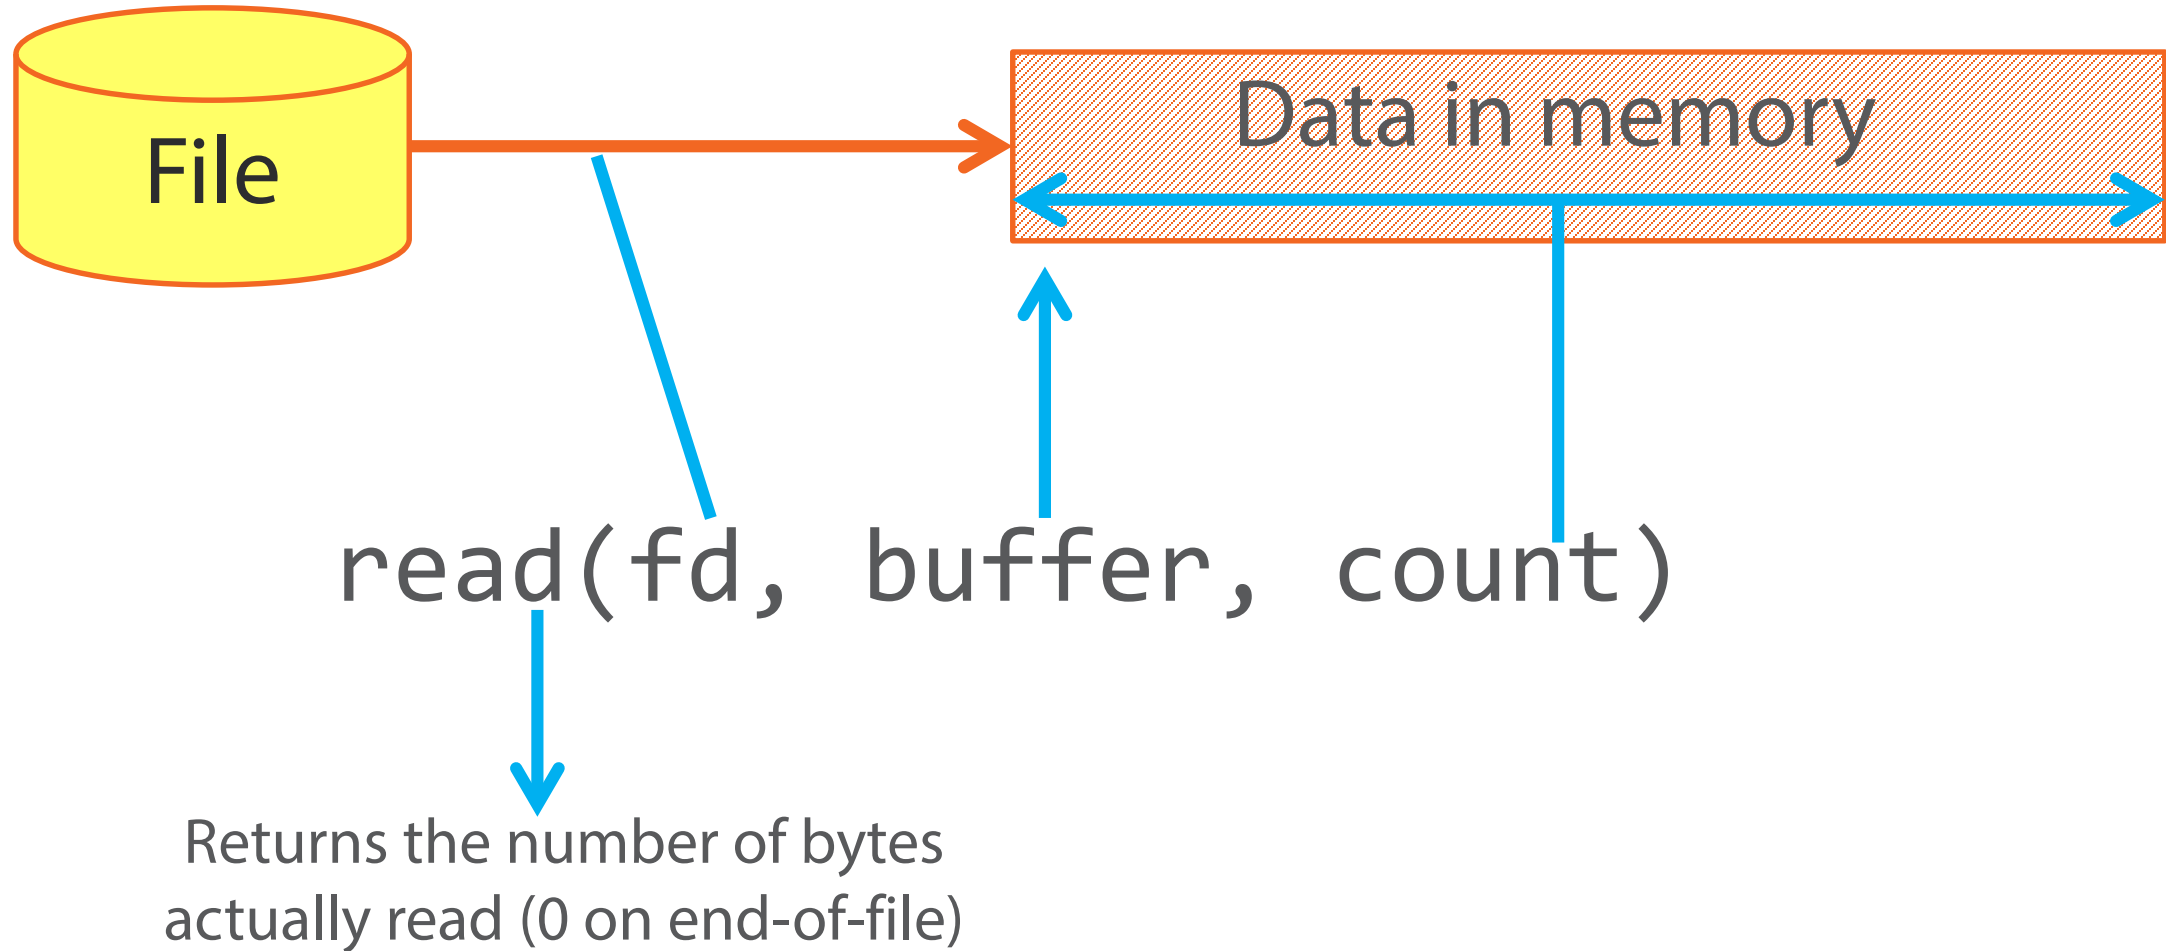 File
Data in memory
read(fd, buffer, count)
Returns the number of bytes
actually read (0 on end-of-file)